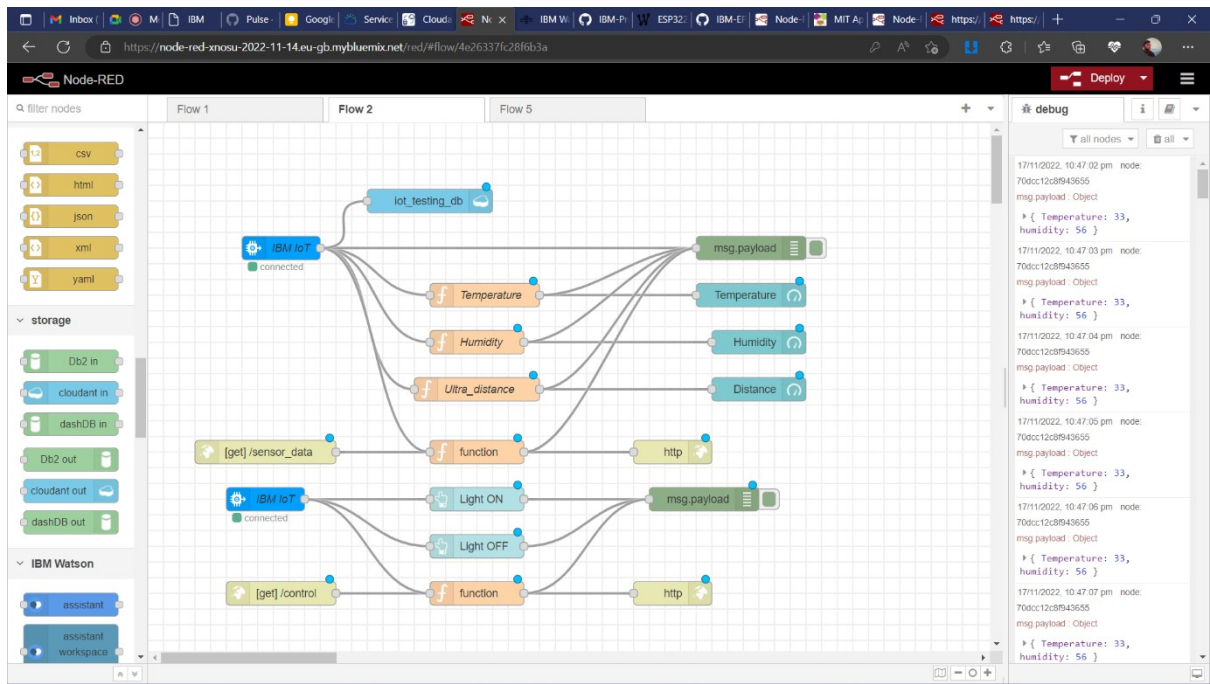 Inbox (
M
IBM
Pulse -
Google
Service
Clouda
No
IBM W
IBM-Pr
ESP32
IBM-EF
Node-
MIT Ap
Node-
https:/
https:/
https://node-red-xnosu-2022-11-14.eu-gb.mybluemix.net/red/#flow/4e26337fc28f6b3a
Node-RED
Deploy
filter nodes
Flow 1
Flow 2
Flow 5
debug
i
all nodes
all
csv
html
json
xml
yaml
storage
Db2 in
cloudant in
dashDB in
Db2 out
cloudant out
dashDB out
IBM Watson
assistant
assistant
workspace
iot_testing_db
IBM IoT
connected
msg.payload
Temperature
Temperature
Humidity
Humidity
Ultra_distance
Distance
[get] /sensor_data
function
http
IBM IoT
connected
Light ON
msg.payload
Light OFF
[get] /control
function
http
17/11/2022, 10:47:02 pm node:
70dcc12c8f943655
msg.payload : Object
{ Temperature: 33,
humidity: 56 }
17/11/2022, 10:47:03 pm node:
70dcc12c8f943655
msg.payload : Object
{ Temperature: 33,
humidity: 56 }
17/11/2022, 10:47:04 pm node:
70dcc12c8f943655
msg.payload : Object
{ Temperature: 33,
humidity: 56 }
17/11/2022, 10:47:05 pm node:
70dcc12c8f943655
msg.payload : Object
{ Temperature: 33,
humidity: 56 }
17/11/2022, 10:47:06 pm node:
70dcc12c8f943655
msg.payload : Object
{ Temperature: 33,
humidity: 56 }
17/11/2022, 10:47:07 pm node:
70dcc12c8f943655
msg.payload : Object
{ Temperature: 33,
humidity: 56 }